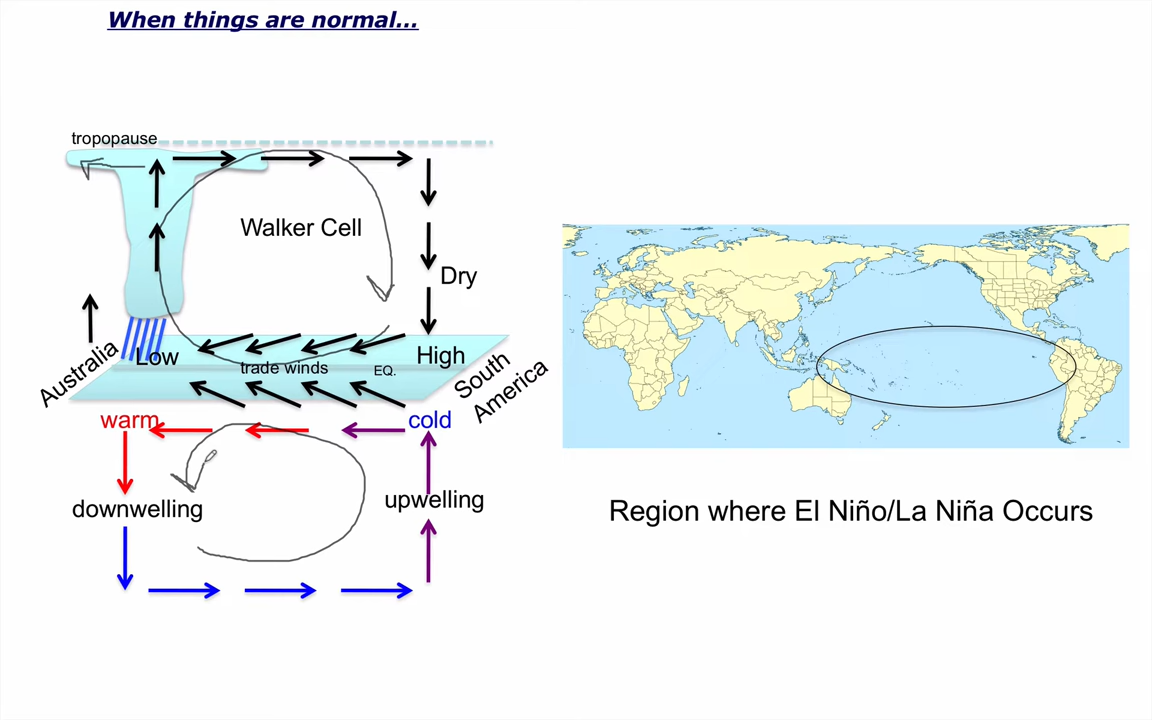 When things are normal...
tropopause
Walker Cell
Dry
Australia
Low
trade winds
EQ.
High
South
America
warm
cold
downwelling
upwelling
Region where El Niño/La Niña Occurs